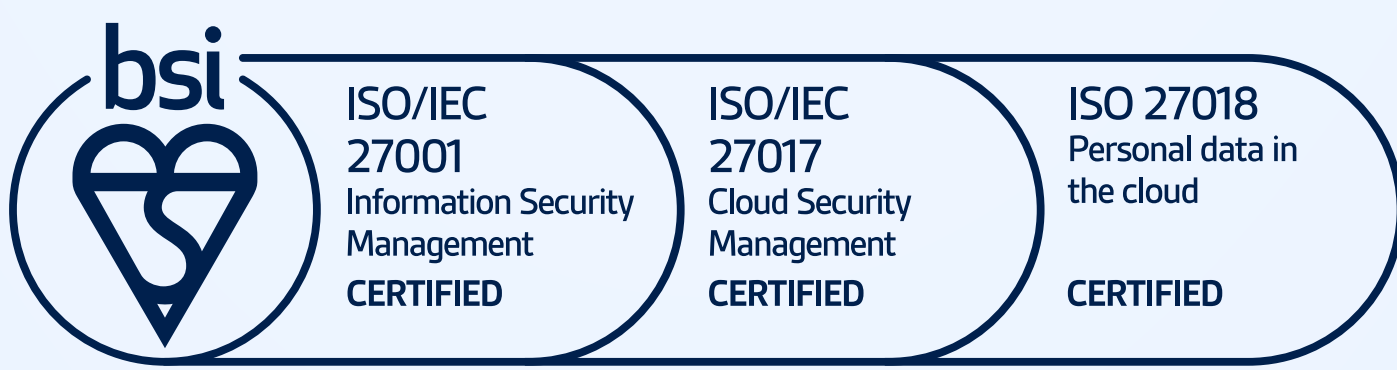 bsi
ISO/IEC
27001
Information Security
Management
CERTIFIED
ISO/IEC
27017
Cloud Security
Management
CERTIFIED
ISO 27018
Personal data in
the cloud
CERTIFIED